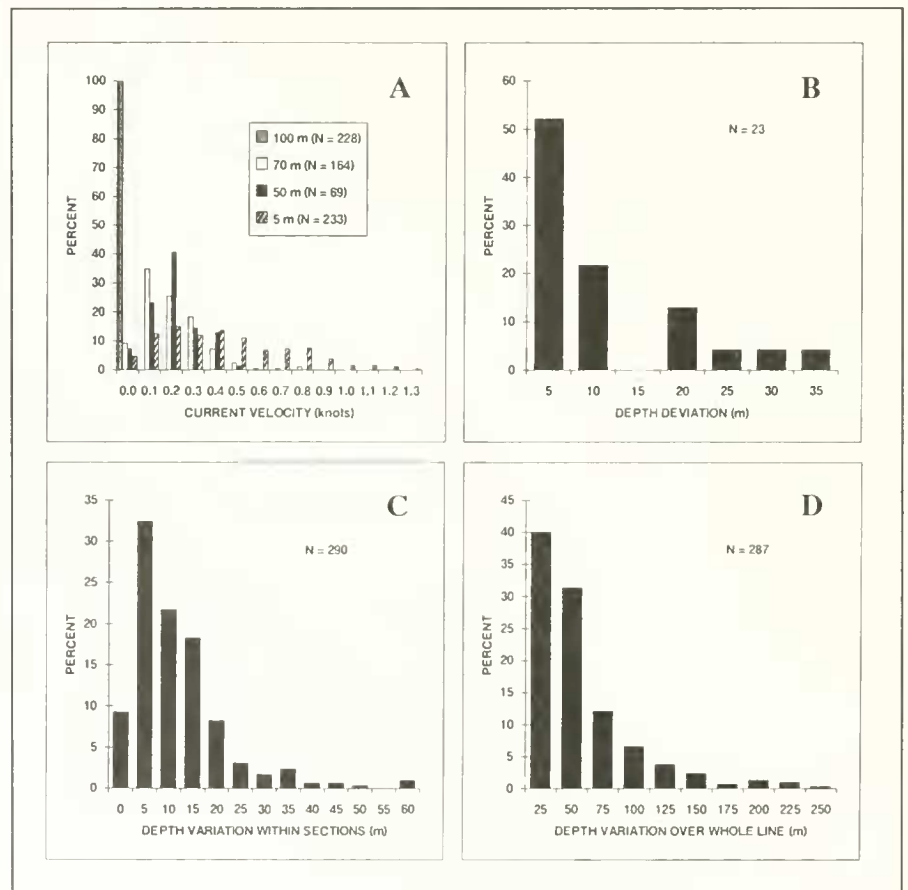 A
100
90
80
70
60
50
40
30
20
10
0
PERCENT
100 m (N = 228)
70 m (N = 164)
50 m (N = 69)
5 m (N = 233)
0.0 0.1 0.2 0.3 0.4 0.5 0.6 0.7 0.8 0.9 1.0 1.1 1.2 1.3
CURRENT VELOCITY (knots)
B
60
50
40
30
20
10
0
PERCENT
N = 23
5 10 15 20 25 30 35
DEPTH DEVIATION (m)
C
35
30
25
20
15
10
5
0
PERCENT
N = 290
0 5 10 15 20 25 30 35 40 45 50 55 60
DEPTH VARIATION WITHIN SECTIONS (m)
D
45
40
35
30
25
20
15
10
5
0
PERCENT
N = 287
25 50 75 100 125 150 175 200 225 250
DEPTH VARIATION OVER WHOLE LINE (m)